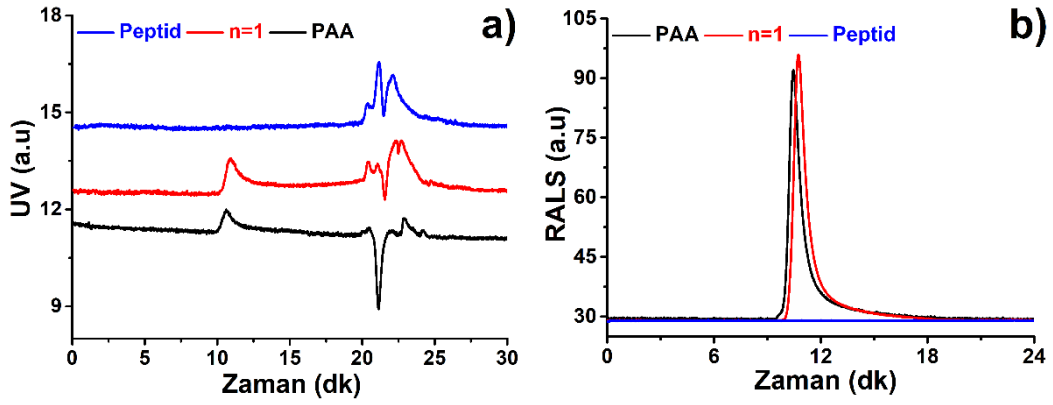 a)
Peptid n=1 PAA
18
15
12
9
UV (a.u)
0 5 10 15 20 25 30
Zaman (dk)
b)
PAA n=1 Peptid
105
90
75
60
45
30
RALS (a.u)
0 6 12 18 24
Zaman (dk)